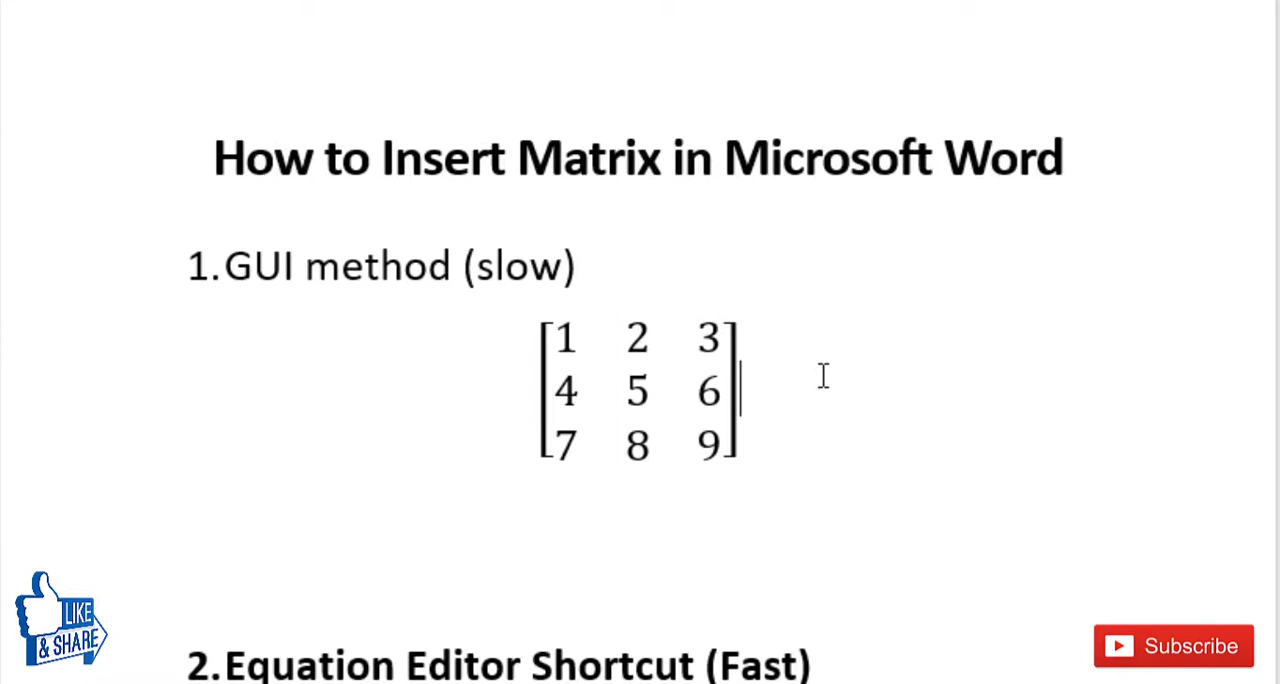 How to Insert Matrix in Microsoft Word
1. GUI method (slow)
1 2 3
4 5 6
7 8 9
2. Equation Editor Shortcut (Fast)
LIKE
& SHARE
Subscribe